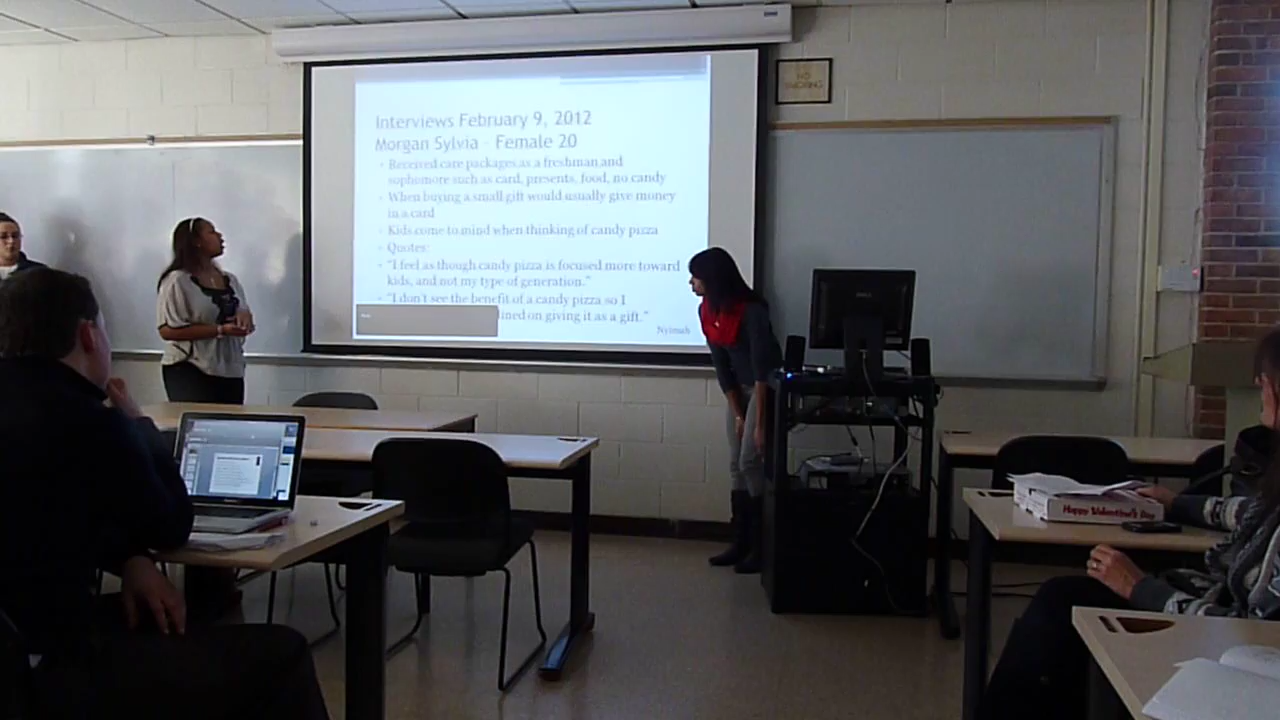 Interviews February 9, 2012
Morgan Sylvia - Female 20
• Received care packages as a freshman and
sophomore such as card, presents, food, no candy
• When buying a small gift would usually give money
in a card
• Kids come to mind when thinking of candy pizza
• Quotes:
• "I feel as though candy pizza is focused more toward
kids, and not my type of generation."
• "I don't see the benefit of a candy pizza so I
ined on giving it as a gift."
NO
SMOKING
DELL
Happy Valentine's Day